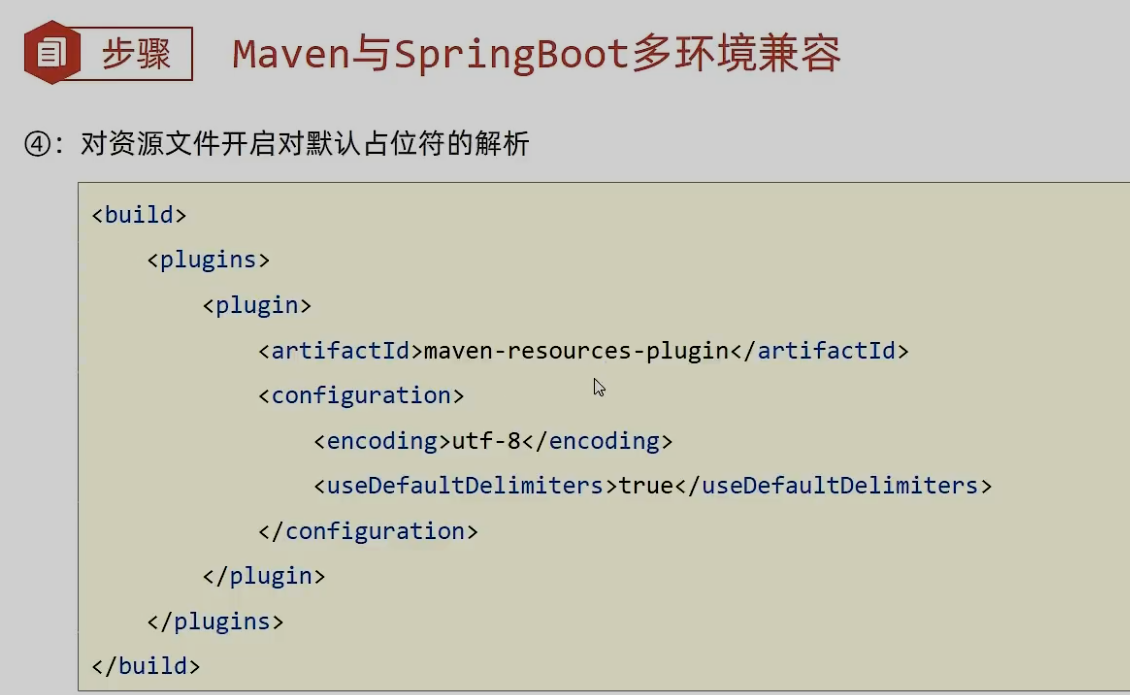 步骤 Maven与SpringBoot多环境兼容
④：对资源文件开启对默认占位符的解析
<build>
    <plugins>
        <plugin>
            <artifactId>maven-resources-plugin</artifactId>
            <configuration>
                <encoding>utf-8</encoding>
                <useDefaultDelimiters>true</useDefaultDelimiters>
            </configuration>
        </plugin>
    </plugins>
</build>